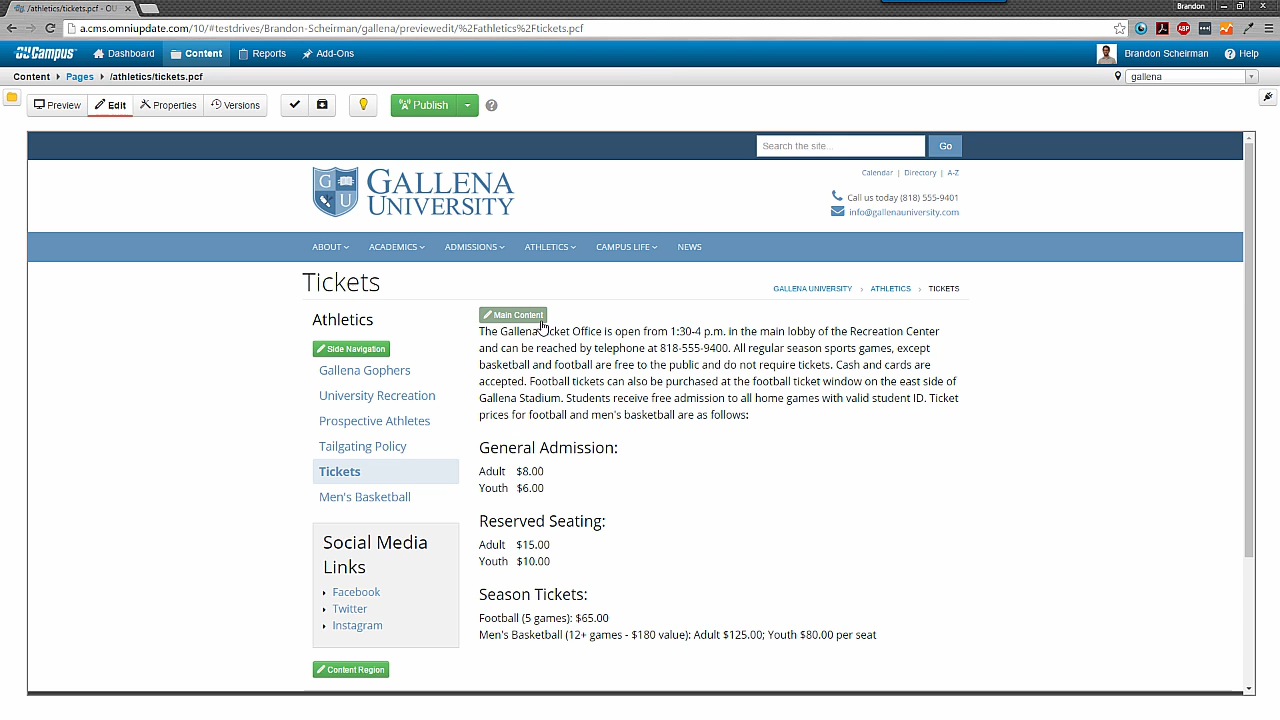 /athletics/tickets.pcf - OU
Brandon
a.cms.omniupdate.com/10/#testdrives/Brandon-Scheirman/gallena/previewedit/%2Fathletics%2Ftickets.pcf
OU Campus
Dashboard
Content
Reports
Add-Ons
Brandon Scheirman
Help
Content
Pages
/athletics/tickets.pcf
gallena
Preview
Edit
Properties
Versions
Publish
Search the site...
Go
G
U
GALLENA
UNIVERSITY
Calendar | Directory | A-Z
Call us today (818) 555-9401
info@gallenauniversity.com
ABOUT
ACADEMICS
ADMISSIONS
ATHLETICS
CAMPUS LIFE
NEWS
Tickets
GALLENA UNIVERSITY › ATHLETICS › TICKETS
Athletics
Side Navigation
Gallena Gophers
University Recreation
Prospective Athletes
Tailgating Policy
Tickets
Men's Basketball
Social Media
Links
Facebook
Twitter
Instagram
Content Region
Main Content
The Gallena Ticket Office is open from 1:30-4 p.m. in the main lobby of the Recreation Center
and can be reached by telephone at 818-555-9400. All regular season sports games, except
basketball and football are free to the public and do not require tickets. Cash and cards are
accepted. Football tickets can also be purchased at the football ticket window on the east side of
Gallena Stadium. Students receive free admission to all home games with valid student ID. Ticket
prices for football and men's basketball are as follows:
General Admission:
Adult $8.00
Youth $6.00
Reserved Seating:
Adult $15.00
Youth $10.00
Season Tickets:
Football (5 games): $65.00
Men's Basketball (12+ games - $180 value): Adult $125.00; Youth $80.00 per seat